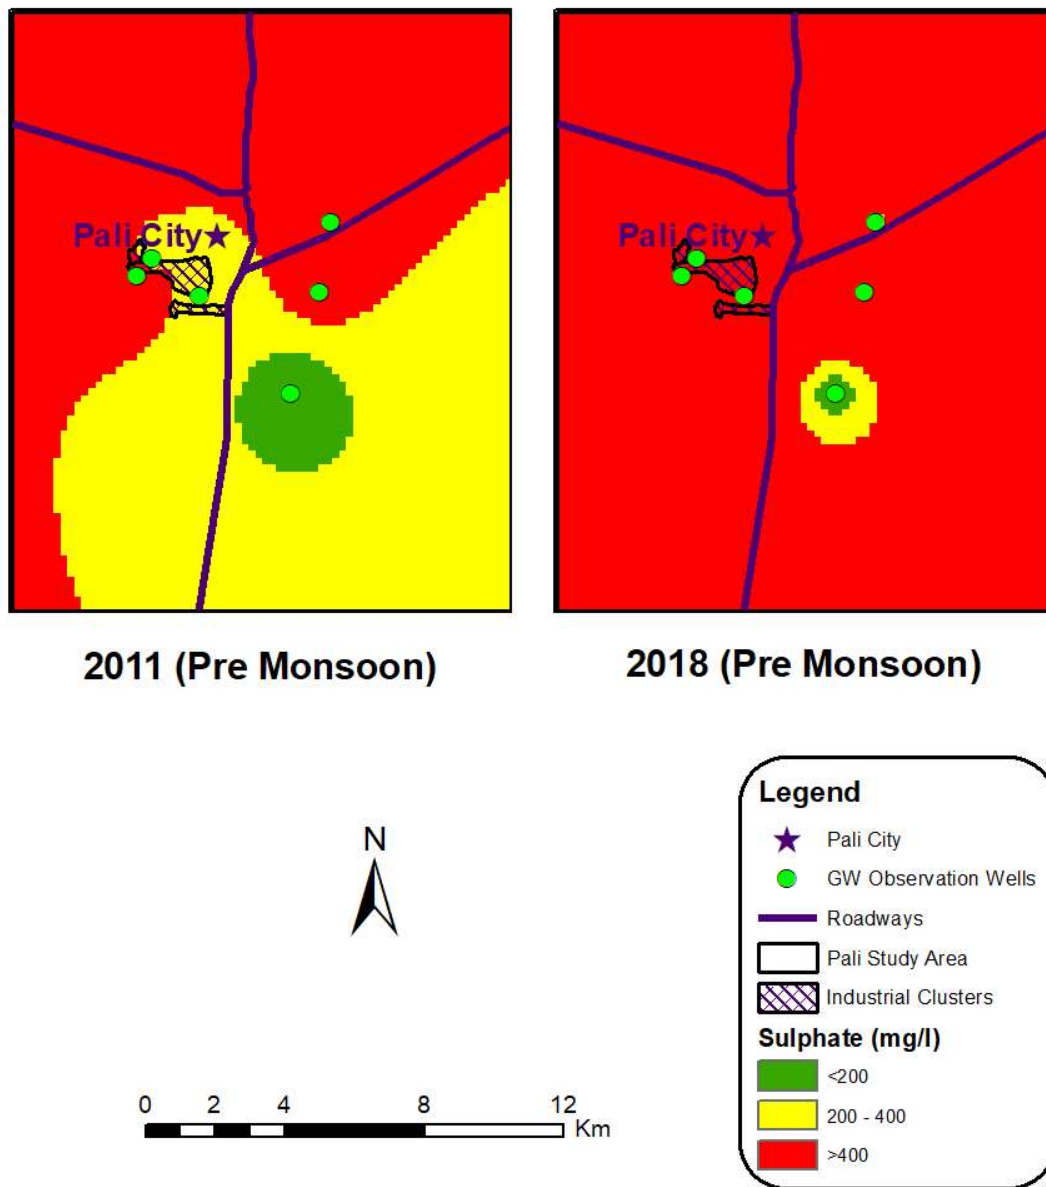 Pali City
Pali City
2011 (Pre Monsoon)
2018 (Pre Monsoon)
N
0 2 4 8 12
Km
Legend
Pali City
GW Observation Wells
Roadways
Pali Study Area
Industrial Clusters
Sulphate (mg/l)
<200
200 - 400
>400